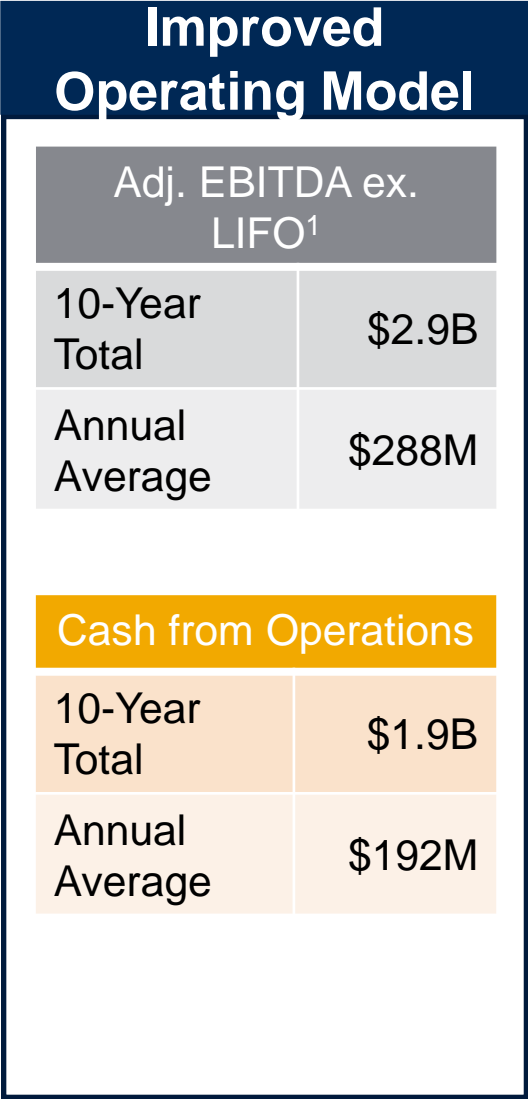 Improved
Operating Model
Adj. EBITDA ex.
LIFO¹
10-Year
Total
$2.9B
Annual
Average
$288M
Cash from Operations
10-Year
Total
$1.9B
Annual
Average
$192M